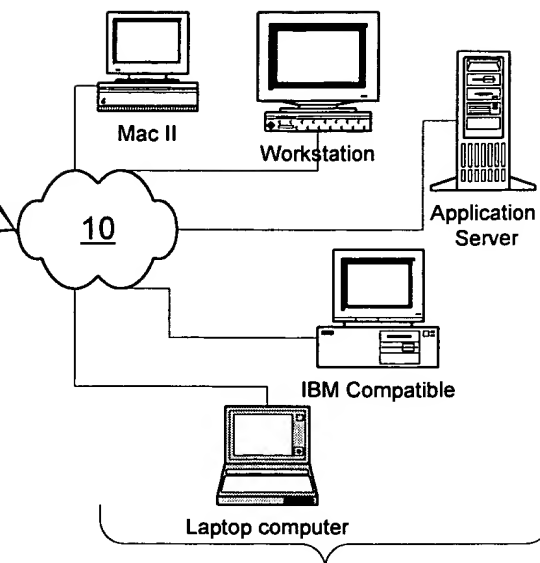 Mac II
Workstation
10
Application
Server
IBM Compatible
Laptop computer